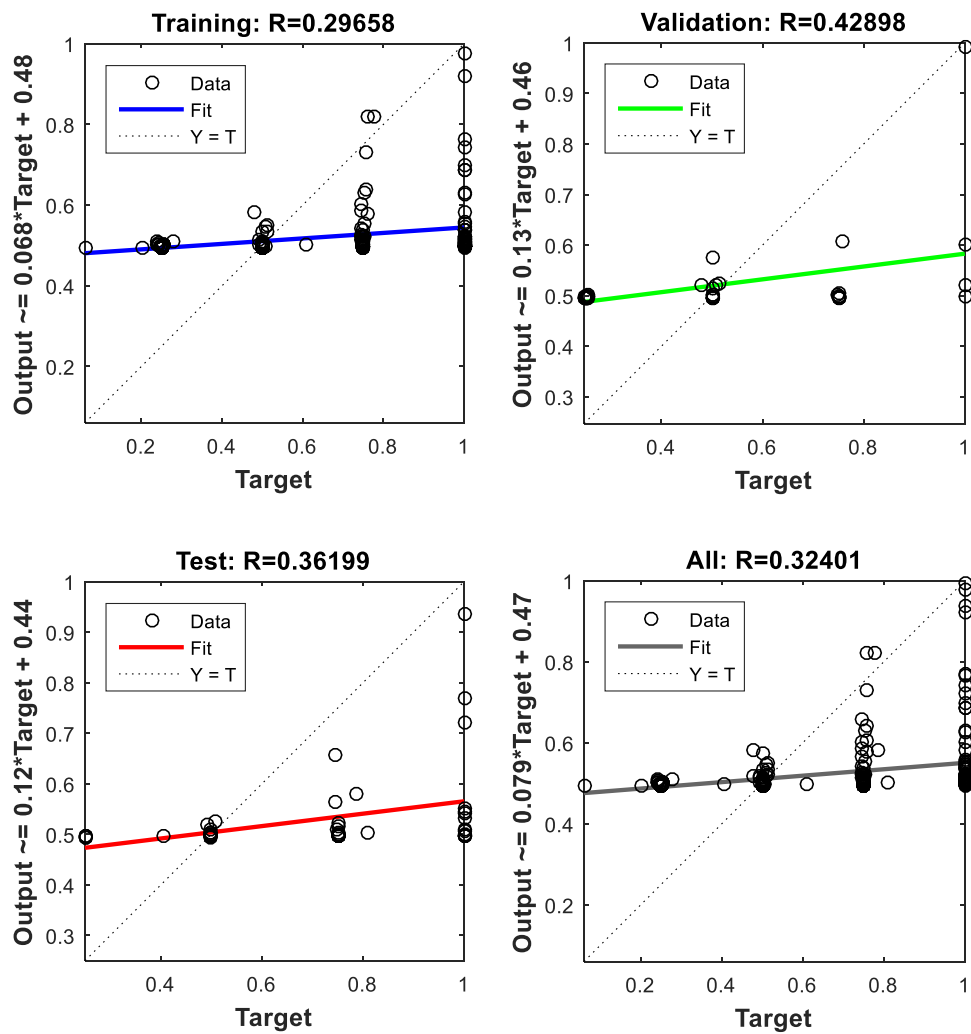 Training: R=0.29658
Output ~= 0.068*Target + 0.48
1
0.8
0.6
0.4
0.2
Data
Fit
Y = T
0.2 0.4 0.6 0.8 1
Target
Validation: R=0.42898
Output ~= 0.13*Target + 0.46
1
0.9
0.8
0.7
0.6
0.5
0.4
0.3
Data
Fit
Y = T
0.4 0.6 0.8 1
Target
Test: R=0.36199
Output ~= 0.12*Target + 0.44
1
0.9
0.8
0.7
0.6
0.5
0.4
0.3
Data
Fit
Y = T
0.4 0.6 0.8 1
Target
All: R=0.32401
Output ~= 0.079*Target + 0.47
1
0.8
0.6
0.4
0.2
Data
Fit
Y = T
0.2 0.4 0.6 0.8 1
Target